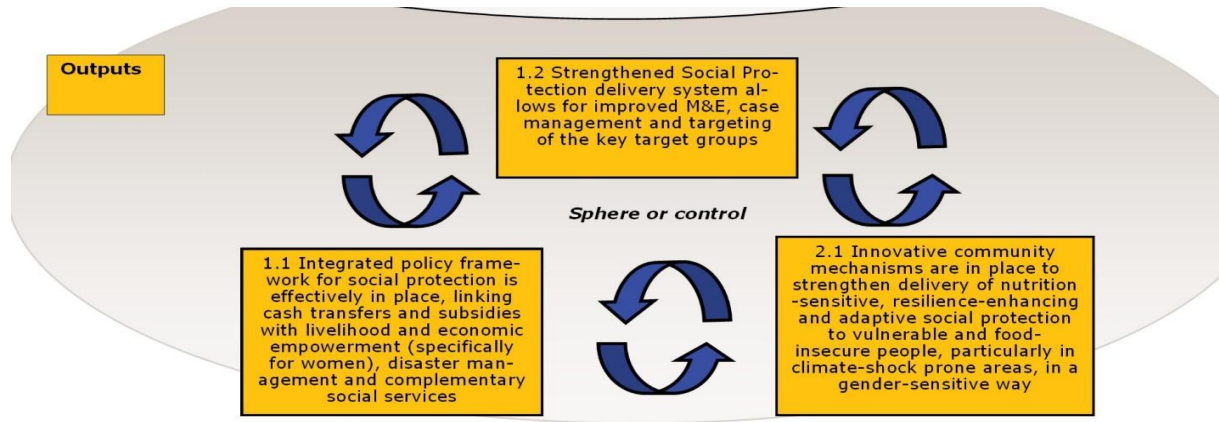 Outputs
1.2 Strengthened Social Pro-
tection delivery system al-
lows for improved M&E, case
management and targeting
of the key target groups
Sphere or control
1.1 Integrated policy frame-
work for social protection is
effectively in place, linking
cash transfers and subsidies
with livelihood and economic
empowerment (specifically
for women), disaster man-
agement and complementary
social services
2.1 Innovative community
mechanisms are in place to
strengthen delivery of nutrition
-sensitive, resilience-enhancing
and adaptive social protection
to vulnerable and food-
insecure people, particularly in
climate-shock prone areas, in a
gender-sensitive way